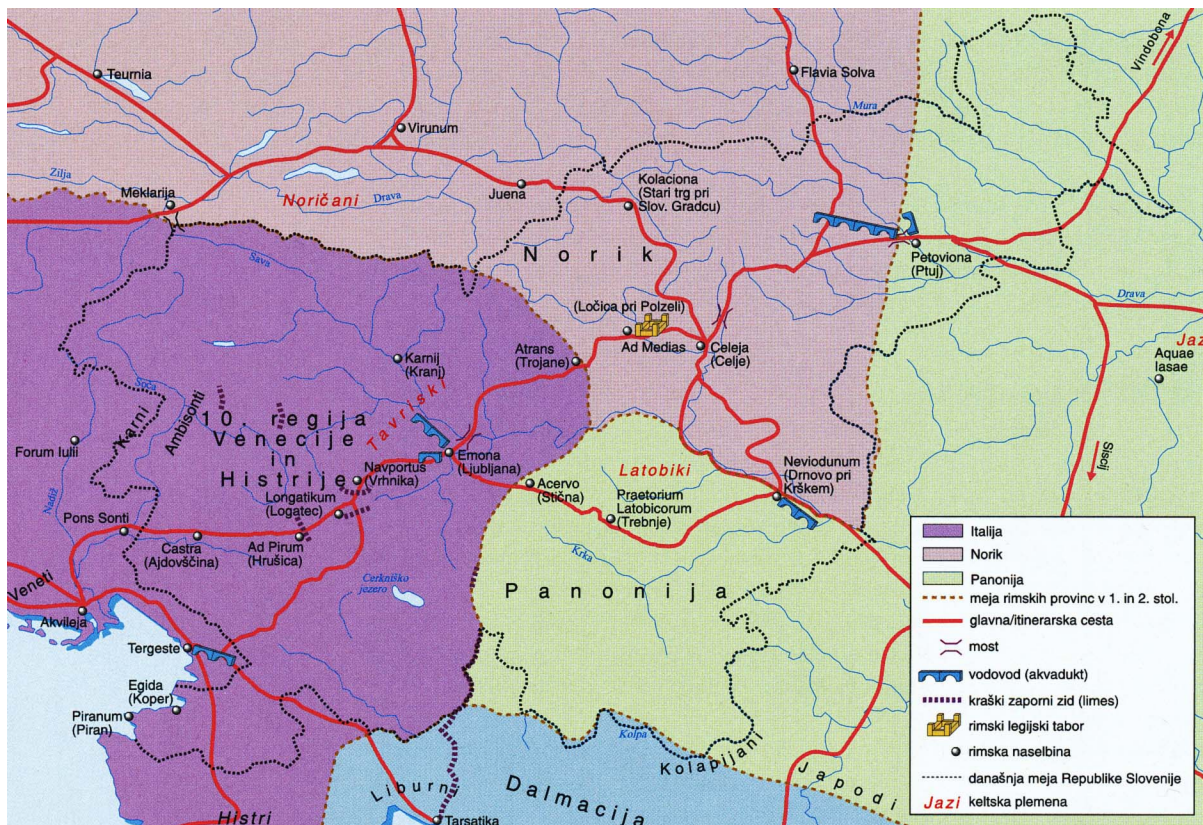 Teurnia
Flavia Solva
Vindobona
Mura
Virunum
Zilja
Meklarija
Noričani
Drava
Juena
Kolaciona
(Stari trg pri
Slov. Gradcu)
Norik
Petoviona
(Ptuj)
Drava
Sava
(Ločica pri Polzeli)
Ad Medias
Celeja
(Celje)
Jazi
Aquae
Iasae
Karnij
(Kranj)
Atrans
(Trojane)
Soča
Karni
Ambisonti
Tavriski
10. regija
Venecije
in
Histrije
Forum Iulii
Nadiž
Navportus
(Vrhnika)
Emona
(Ljubljana)
Longatikum
(Logatec)
Acervo
(Stična)
Latobiki
Praetorium
Latobicorum
(Trebnje)
Neviodunum
(Drnovo pri
Krškem)
Siscij
Pons Sonti
Castra
(Ajdovščina)
Ad Pirum
(Hrušica)
Krka
Veneti
Akvileja
Cerkniško
jezero
Panonija
Tergeste
Egida
(Koper)
Piranum
(Piran)
Kolpa
Kolapijani
Japodi
Liburni
Dalmacija
Histri
Tarsatika
Italija
Norik
Panonija
meja rimskih provinc v 1. in 2. stol.
glavna/itinerarska cesta
most
vodovod (akvadukt)
kraški zaporni zid (limes)
rimski legijski tabor
rimska naselbina
današnja meja Republike Slovenije
Jazi keltska plemena